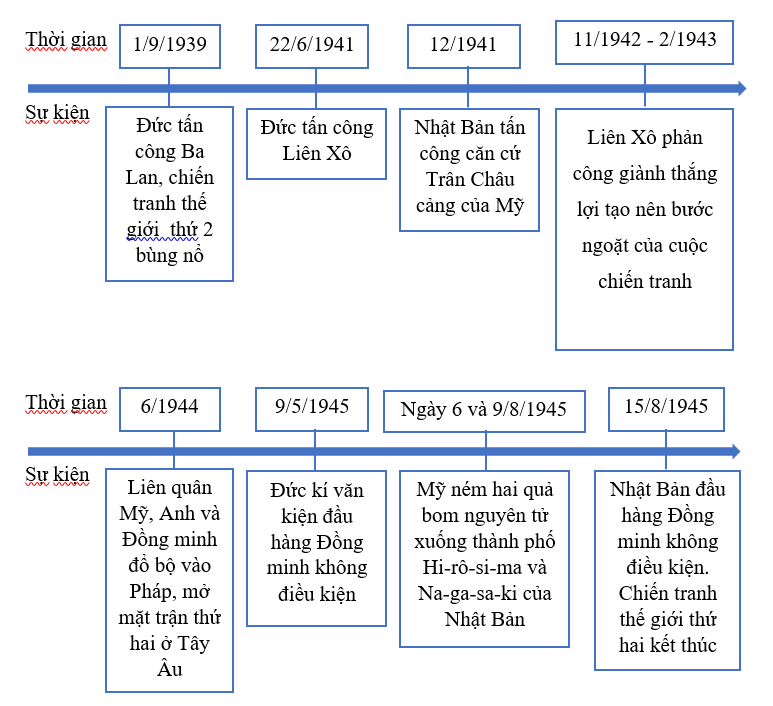 Thời gian
1/9/1939
22/6/1941
12/1941
11/1942 - 2/1943
Sự kiện
Đức tấn
công Ba
Lan, chiến
tranh thế
giới thứ 2
bùng nổ
Đức tấn công
Liên Xô
Nhật Bản tấn
công căn cứ
Trân Châu
cảng của Mỹ
Liên Xô phản
công giành thắng
lợi tạo nên bước
ngoặt của cuộc
chiến tranh
Thời gian
6/1944
9/5/1945
Ngày 6 và 9/8/1945
15/8/1945
Sự kiện
Liên quân
Mỹ, Anh và
Đồng minh
đổ bộ vào
Pháp, mở
mặt trận thứ
hai ở Tây
Âu
Đức kí văn
kiện đầu
hàng Đồng
minh không
điều kiện
Mỹ ném hai quả
bom nguyên tử
xuống thành phố
Hi-rô-si-ma và
Na-ga-sa-ki của
Nhật Bản
Nhật Bản đầu
hàng Đồng
minh không
điều kiện.
Chiến tranh
thế giới thứ
hai kết thúc